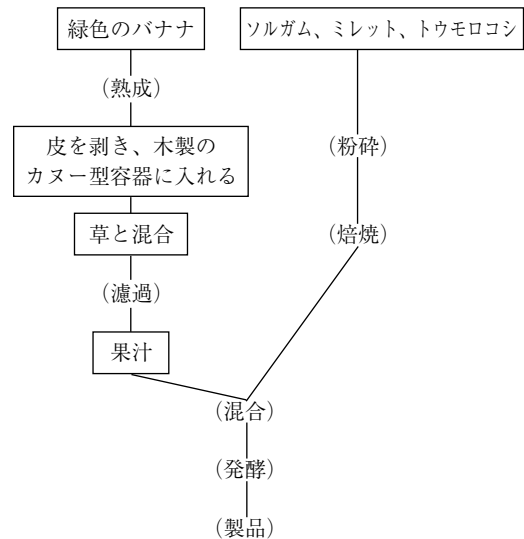 緑色のバナナ
ソルガム、ミレット、トウモロコシ
(熟成)
皮を剥き、木製の
カヌー型容器に入れる
(粉砕)
草と混合
(焙焼)
(濾過)
果汁
(混合)
(発酵)
(製品)